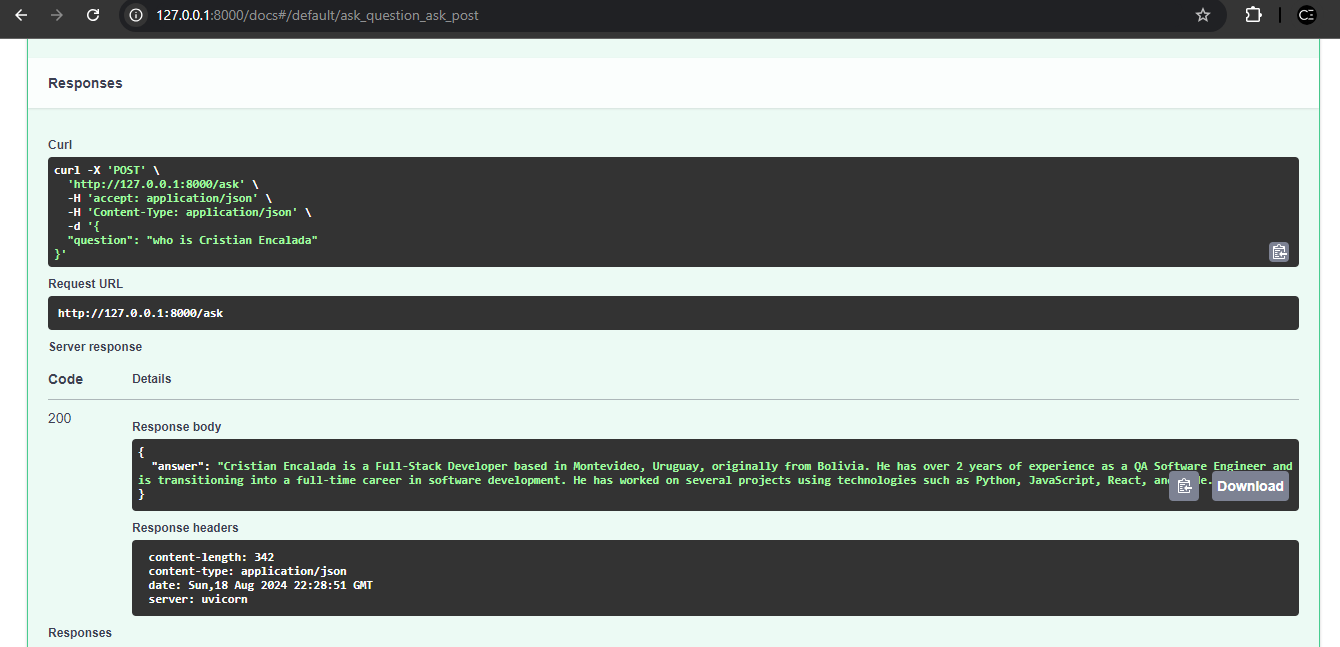 127.0.0.1:8000/docs#/default/ask_question_ask_post
CE
Responses
Curl
curl -X 'POST' \
'http://127.0.0.1:8000/ask' \
-H 'accept: application/json' \
-H 'Content-Type: application/json' \
-d '{
"question": "who is Cristian Encalada"
}'
Request URL
http://127.0.0.1:8000/ask
Server response
Code Details
200
Response body
{
"answer": "Cristian Encalada is a Full-Stack Developer based in Montevideo, Uruguay, originally from Bolivia. He has over 2 years of experience as a QA Software Engineer and
is transitioning into a full-time career in software development. He has worked on several projects using technologies such as Python, JavaScript, React,
Download
}
Response headers
content-length: 342
content-type: application/json
date: Sun,18 Aug 2024 22:28:51 GMT
server: uvicorn
Responses